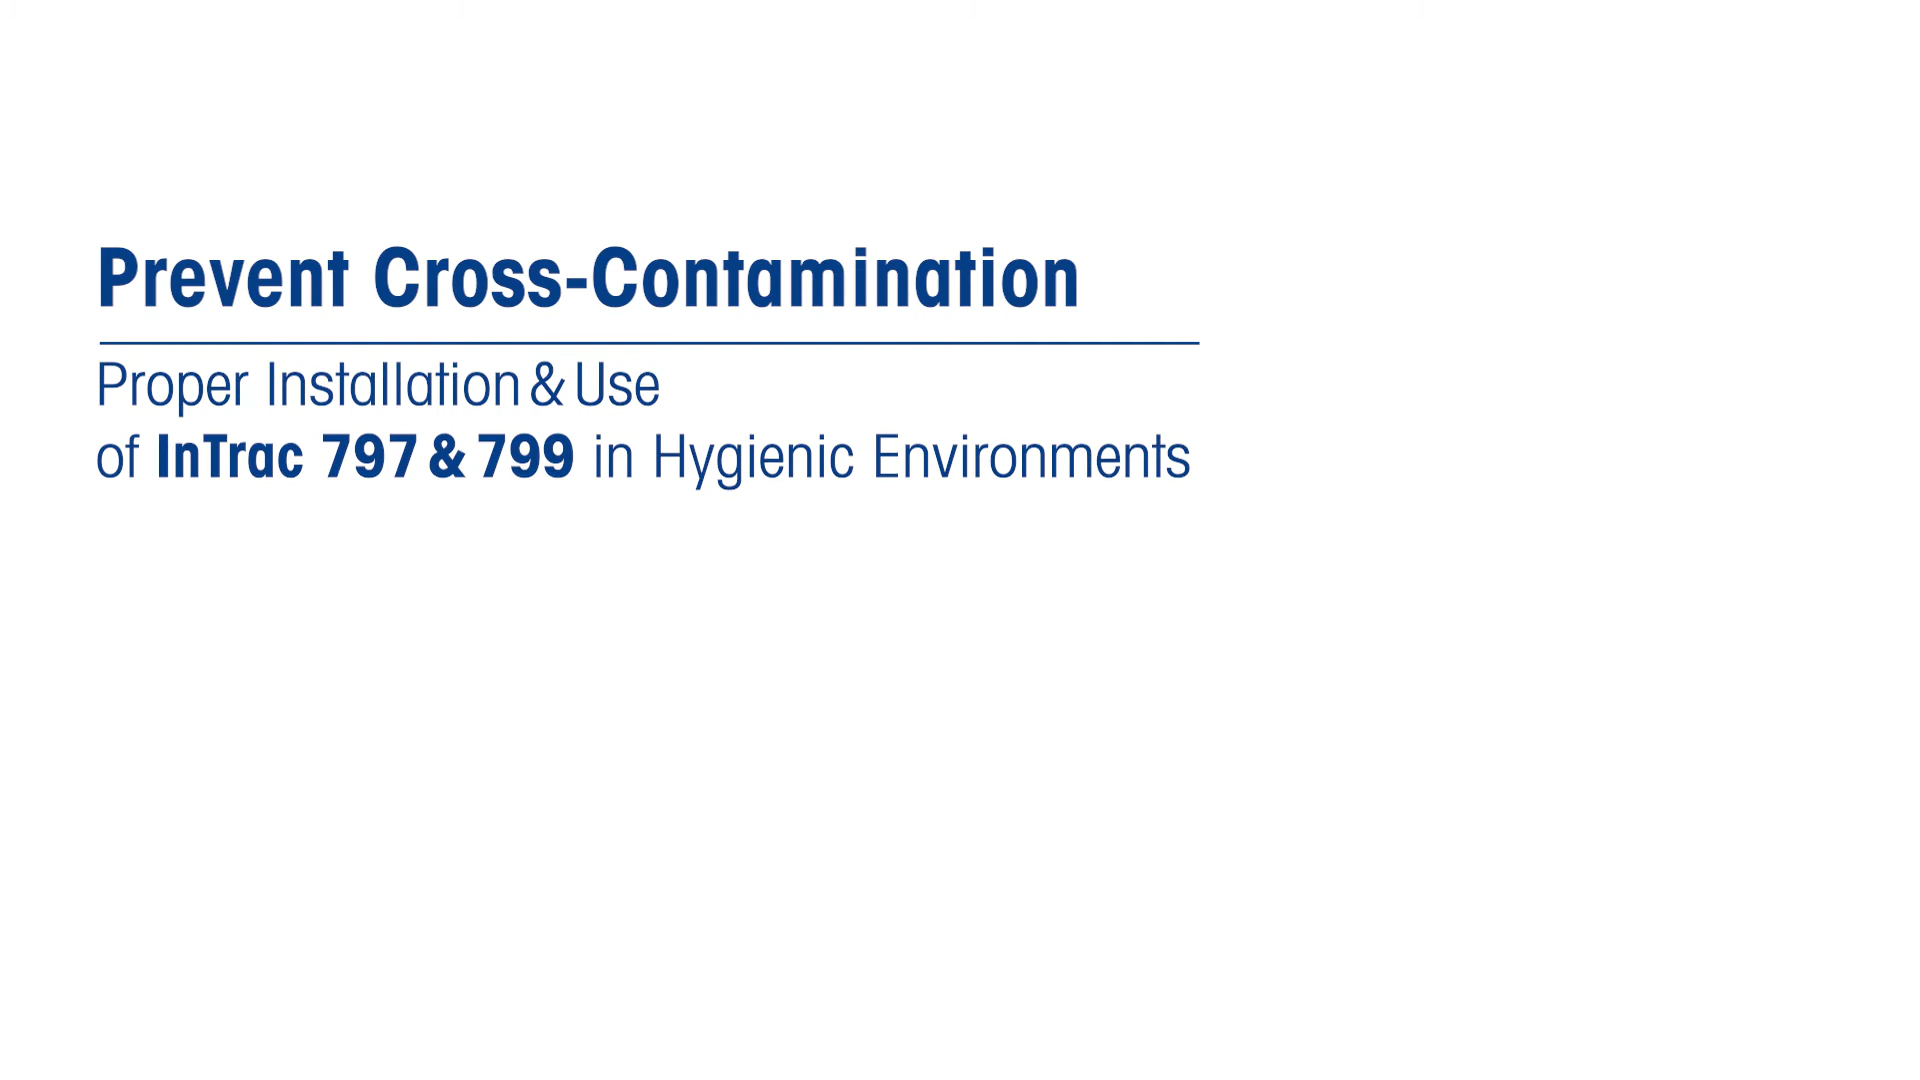 Prevent Cross-Contamination
Proper Installation & Use
of InTrac 797 & 799 in Hygienic Environments